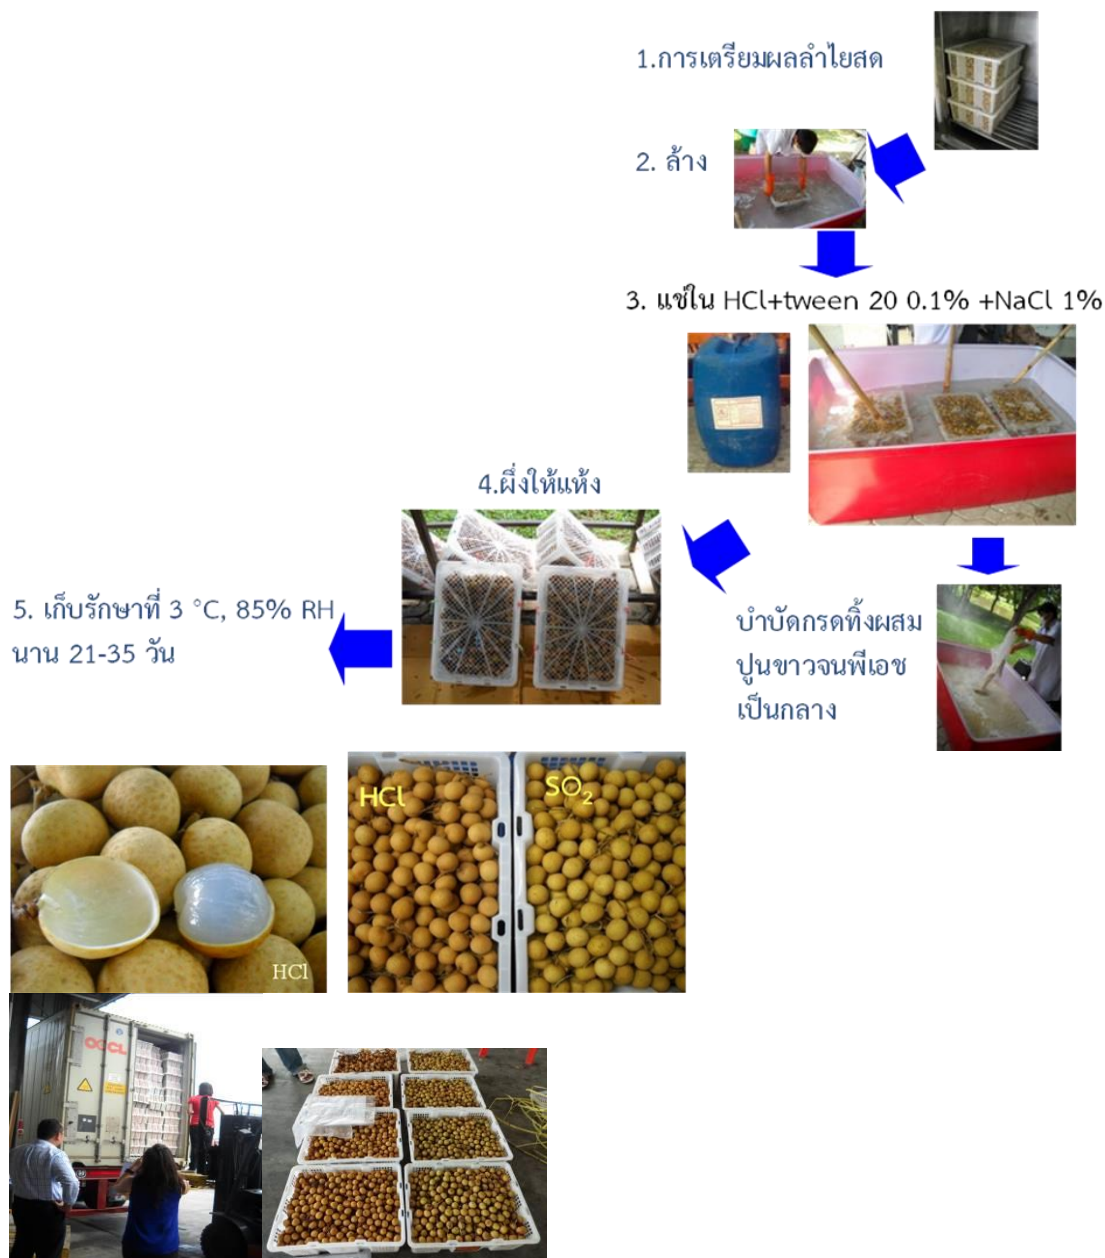 1.การเตรียมผลลำไยสด
2. ล้าง
3. แช่ใน HCl+tween 20 0.1% +NaCl 1%
4.ผึ่งให้แห้ง
5. เก็บรักษาที่ 3 °C, 85% RH
นาน 21-35 วัน
บำบัดกรดทิ้งผสม
ปูนขาวจนพีเอช
เป็นกลาง
HCl
HCl
SO₂
OOCL